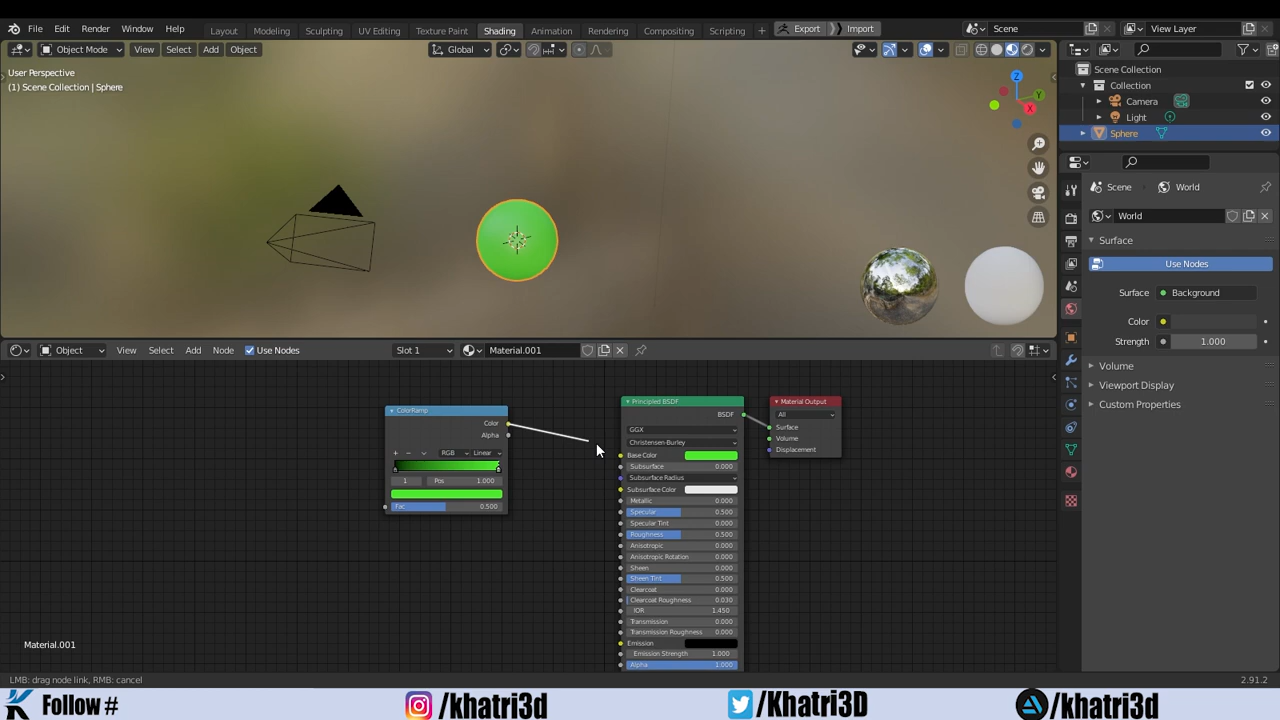 File Edit Render Window Help Layout Modeling Sculpting UV Editing Texture Paint Shading Animation Rendering Compositing Scripting + Export Import Scene View Layer
Object Mode View Select Add Object Global
User Perspective
(1) Scene Collection | Sphere
Z
Y
X
Scene Collection
Collection
Camera
Light
Sphere
Scene World
World
Surface
Use Nodes
Surface Background
Color
Strength 1.000
Volume
Viewport Display
Custom Properties
Object View Select Add Node Use Nodes Slot 1 Material.001
ColorRamp
Color
Alpha
RGB Linear
1 Pos 1.000
Fac 0.500
Principled BSDF
BSDF
GGX
Christensen-Burley
Base Color
Subsurface 0.000
Subsurface Radius
Subsurface Color
Metallic 0.000
Specular 0.500
Specular Tint 0.000
Roughness 0.500
Anisotropic 0.000
Anisotropic Rotation 0.000
Sheen 0.000
Sheen Tint 0.500
Clearcoat 0.000
Clearcoat Roughness 0.030
IOR 1.450
Transmission 0.000
Transmission Roughness 0.000
Emission
Emission Strength 1.000
Alpha 1.000
Material Output
All
Surface
Volume
Displacement
Material.001
LMB: drag node link, RMB: cancel 2.91.2
Follow # /khatri3d /Khatri3D /khatri3d